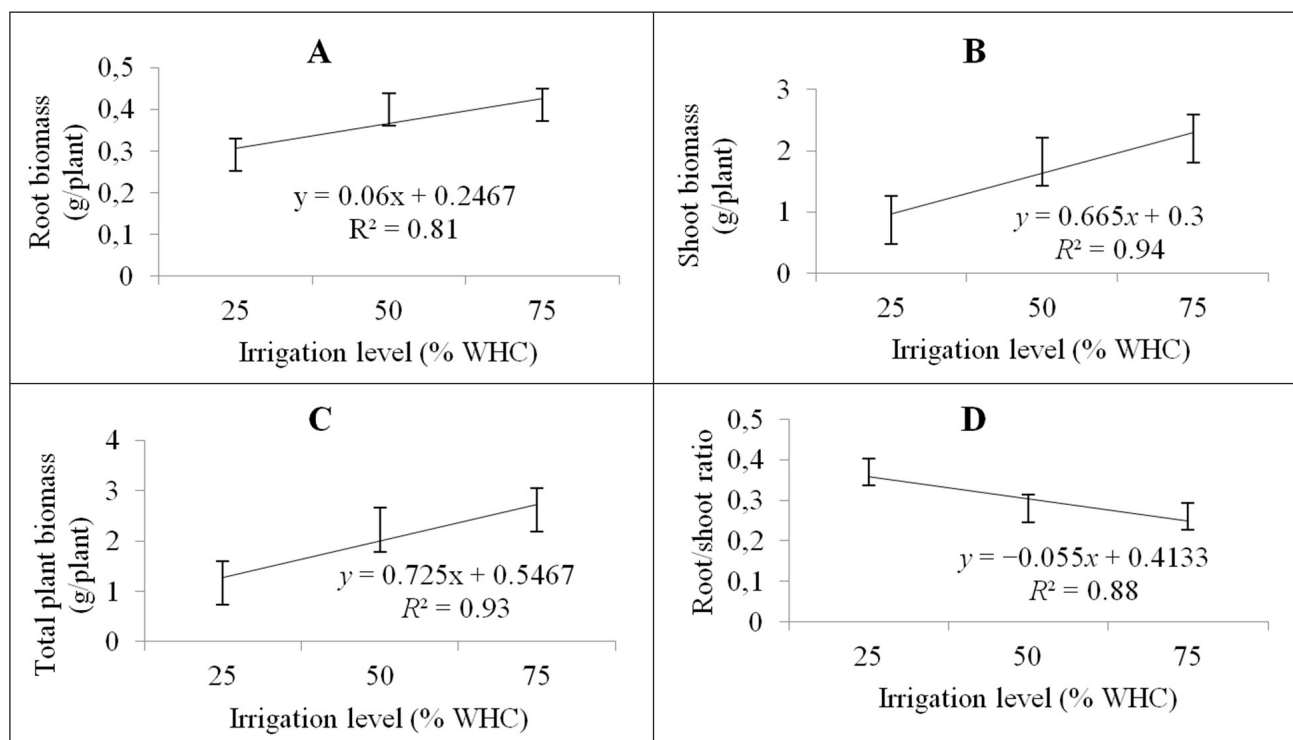 A
Root biomass
(g/plant)
0,5
0,4
0,3
0,2
0,1
0
y = 0.06x + 0.2467
R² = 0.81
25 50 75
Irrigation level (% WHC)
B
Shoot biomass
(g/plant)
3
2
1
0
y = 0.665x + 0.3
R² = 0.94
25 50 75
Irrigation level (% WHC)
C
Total plant biomass
(g/plant)
4
3
2
1
0
y = 0.725x + 0.5467
R² = 0.93
25 50 75
Irrigation level (% WHC)
D
Root/shoot ratio
0,5
0,4
0,3
0,2
0,1
0
y = −0.055x + 0.4133
R² = 0.88
25 50 75
Irrigation level (% WHC)